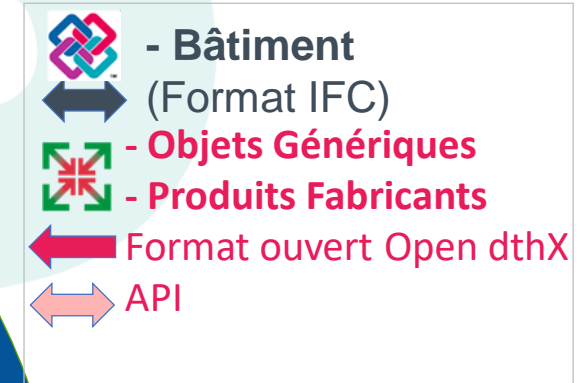 - Bâtiment
(Format IFC)
- Objets Génériques
- Produits Fabricants
Format ouvert Open dthX
API